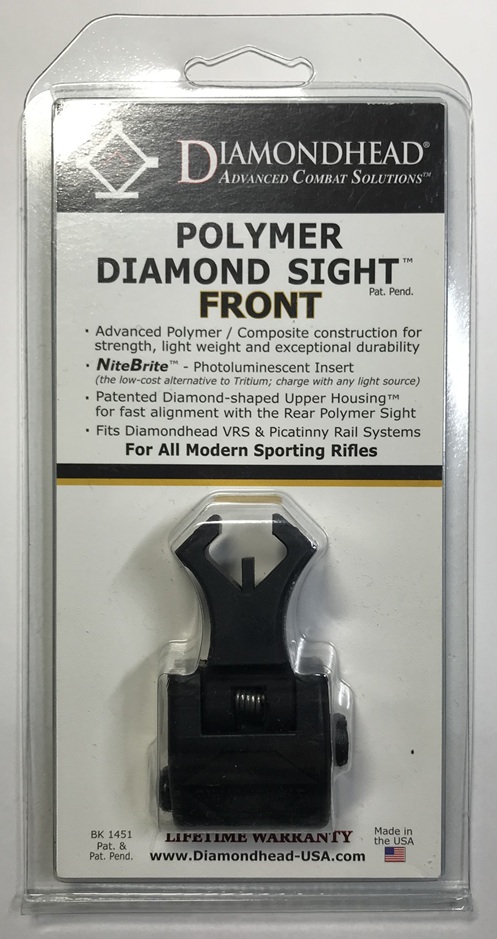 DIAMONDHEAD®
ADVANCED COMBAT SOLUTIONS™
POLYMER
DIAMOND SIGHT™
Pat. Pend.
FRONT
· Advanced Polymer / Composite construction for
strength, light weight and exceptional durability
· NiteBrite™ - Photoluminescent Insert
(the low-cost alternative to Tritium; charge with any light source)
· Patented Diamond-shaped Upper Housing™
for fast alignment with the Rear Polymer Sight
· Fits Diamondhead VRS & Picatinny Rail Systems
For All Modern Sporting Rifles
BK 1451
Pat. &
Pat. Pend.
LIFETIME WARRANTY
www.Diamondhead-USA.com
Made in
the USA